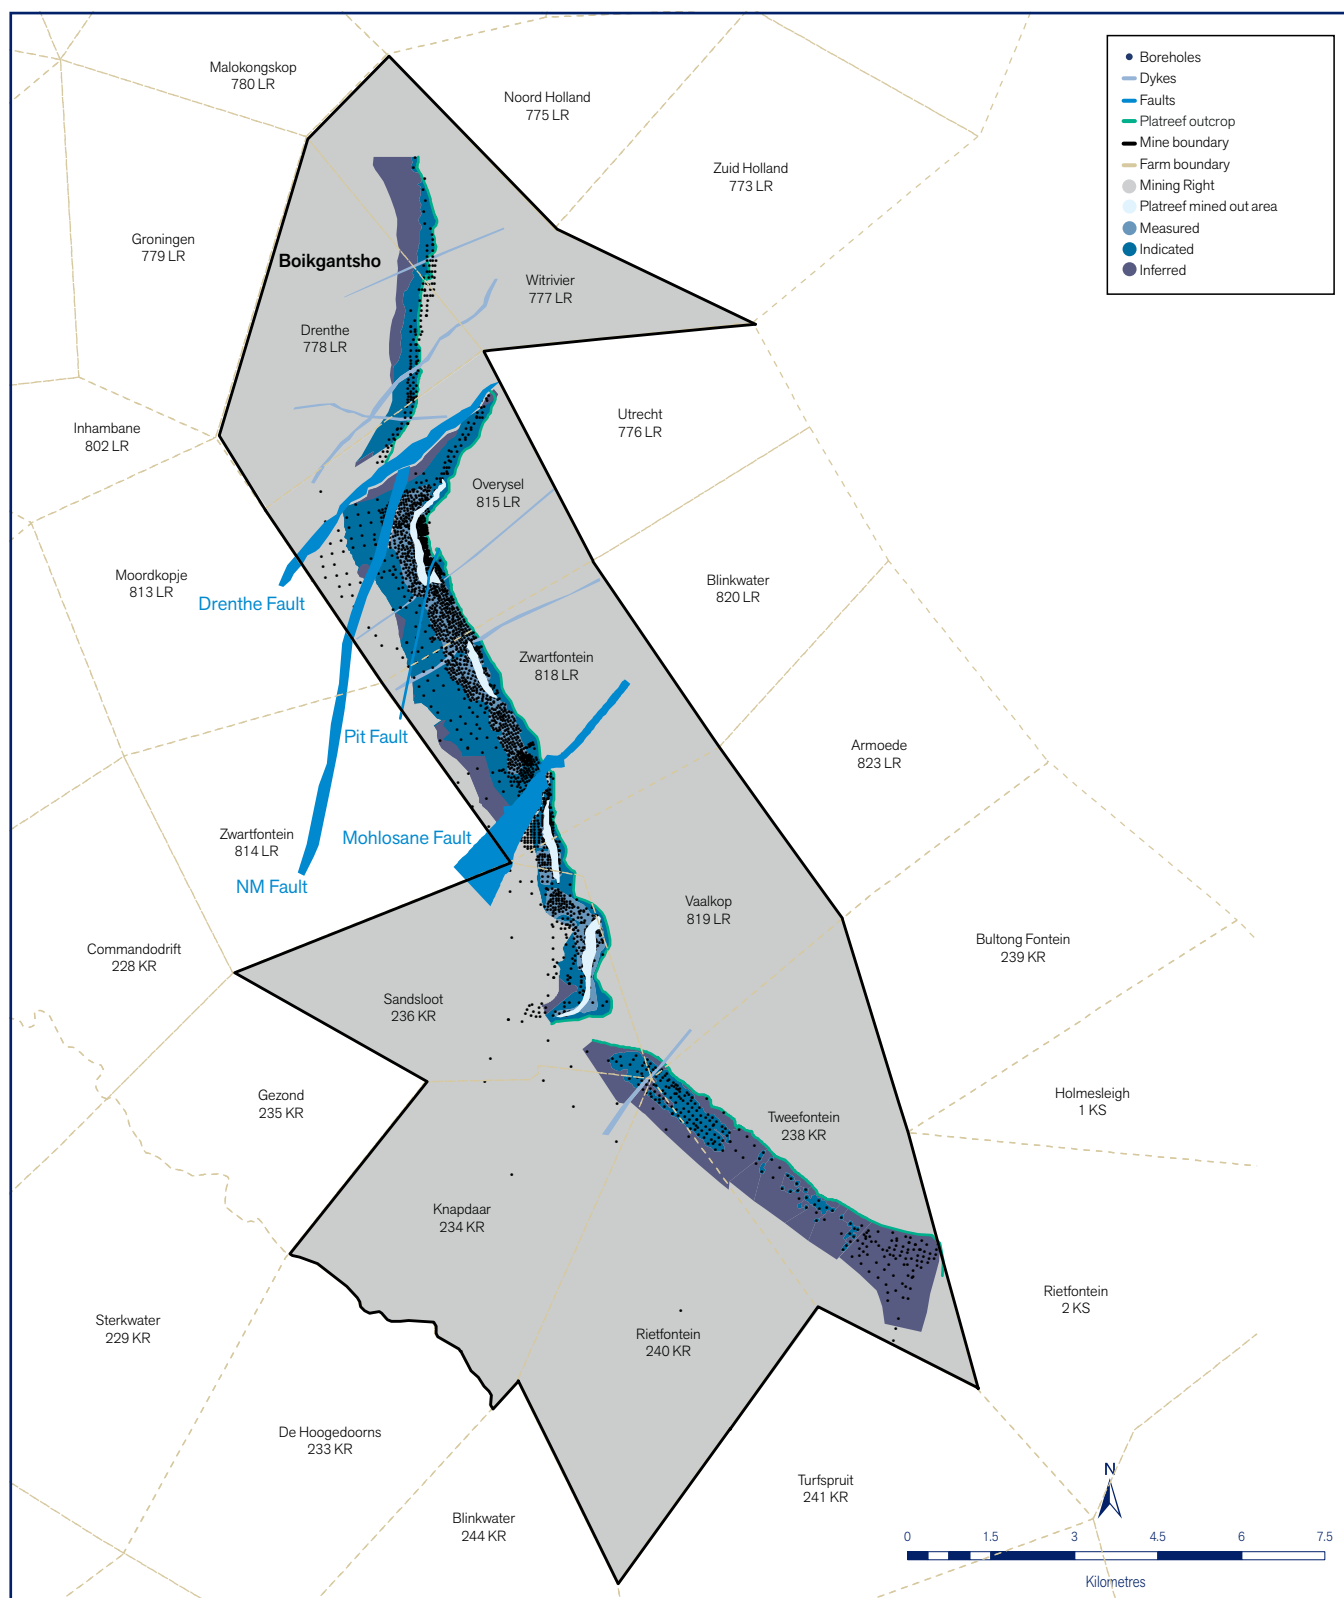 Malokongskop
780 LR
Noord Holland
775 LR
Zuid Holland
773 LR
Boreholes
Dykes
Faults
Platreef outcrop
Mine boundary
Farm boundary
Mining Right
Platreef mined out area
Measured
Indicated
Inferred
Groningen
779 LR
Boikgantsho
Witrivier
777 LR
Drenthe
778 LR
Inhambane
802 LR
Utrecht
776 LR
Overysel
815 LR
Moordkopje
813 LR
Drenthe Fault
Blinkwater
820 LR
Zwartfontein
818 LR
Pit Fault
Armoede
823 LR
Zwartfontein
814 LR
Mohlosane Fault
NM Fault
Vaalkop
819 LR
Commandodrift
228 KR
Bultong Fontein
239 KR
Sandsloot
236 KR
Gezond
235 KR
Holmesleigh
1 KS
Tweefontein
238 KR
Knapdaar
234 KR
Sterkwater
229 KR
Rietfontein
240 KR
Rietfontein
2 KS
De Hoogedoorns
233 KR
Turfspruit
241 KR
Blinkwater
244 KR
N
0 1.5 3 4.5 6 7.5
Kilometres